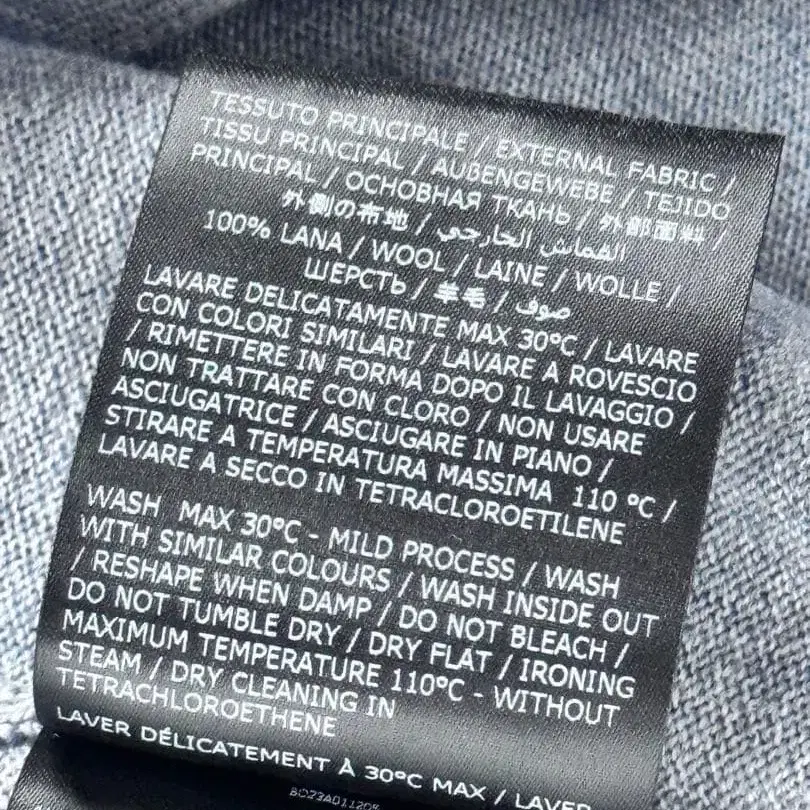 TESSUTO PRINCIPALE / EXTERNAL FABRIC /
TISSU PRINCIPAL / AUßENGEWEBE / TEJIDO
PRINCIPAL / ОСНОВНАЯ ТКАНЬ / 外部面料 /
外側の布地 / القماش الخارجي
100% LANA / WOOL / LAINE / WOLLE /
ШЕРСТЬ / 羊毛 / صوف
LAVARE DELICATAMENTE MAX 30°C / LAVARE
CON COLORI SIMILARI / LAVARE A ROVESCIO
/ RIMETTERE IN FORMA DOPO IL LAVAGGIO /
NON TRATTARE CON CLORO / NON USARE
ASCIUGATRICE / ASCIUGARE IN PIANO /
STIRARE A TEMPERATURA MASSIMA 110 °C /
LAVARE A SECCO IN TETRACLOROETILENE
WASH MAX 30°C - MILD PROCESS / WASH
WITH SIMILAR COLOURS / WASH INSIDE OUT
/ RESHAPE WHEN DAMP / DO NOT BLEACH /
DO NOT TUMBLE DRY / DRY FLAT / IRONING
MAXIMUM TEMPERATURE 110°C - WITHOUT
STEAM / DRY CLEANING IN
TETRACHLOROETHENE
LAVER DÉLICATEMENT À 30°C MAX / LAVER